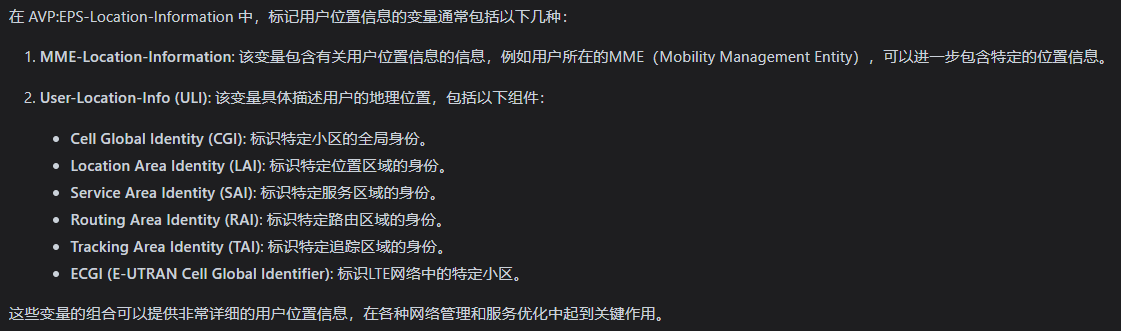 在 AVP:EPS-Location-Information 中，标记用户位置信息的变量通常包括以下几种：
1. MME-Location-Information: 该变量包含有关用户位置信息的信息，例如用户所在的MME（Mobility Management Entity），可以进一步包含特定的位置信息。
2. User-Location-Info (ULI): 该变量具体描述用户的地理位置，包括以下组件：
• Cell Global Identity (CGI): 标识特定小区的全局身份。
• Location Area Identity (LAI): 标识特定位置区域的身份。
• Service Area Identity (SAI): 标识特定服务区域的身份。
• Routing Area Identity (RAI): 标识特定路由区域的身份。
• Tracking Area Identity (TAI): 标识特定追踪区域的身份。
• ECGI (E-UTRAN Cell Global Identifier): 标识LTE网络中的特定小区。
这些变量的组合可以提供非常详细的用户位置信息，在各种网络管理和服务优化中起到关键作用。